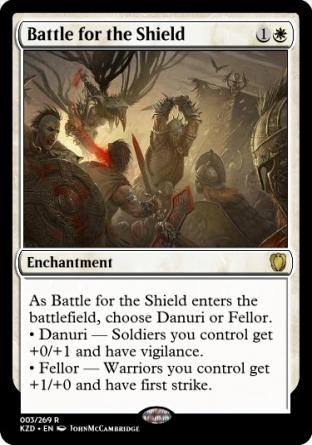 Battle for the Shield 1
Enchantment
As Battle for the Shield enters the
battlefield, choose Danuri or Fellor.
• Danuri — Soldiers you control get
+0/+1 and have vigilance.
• Fellor — Warriors you control get
+1/+0 and have first strike.
003/269 R
KZD • EN JohnMcCambridge